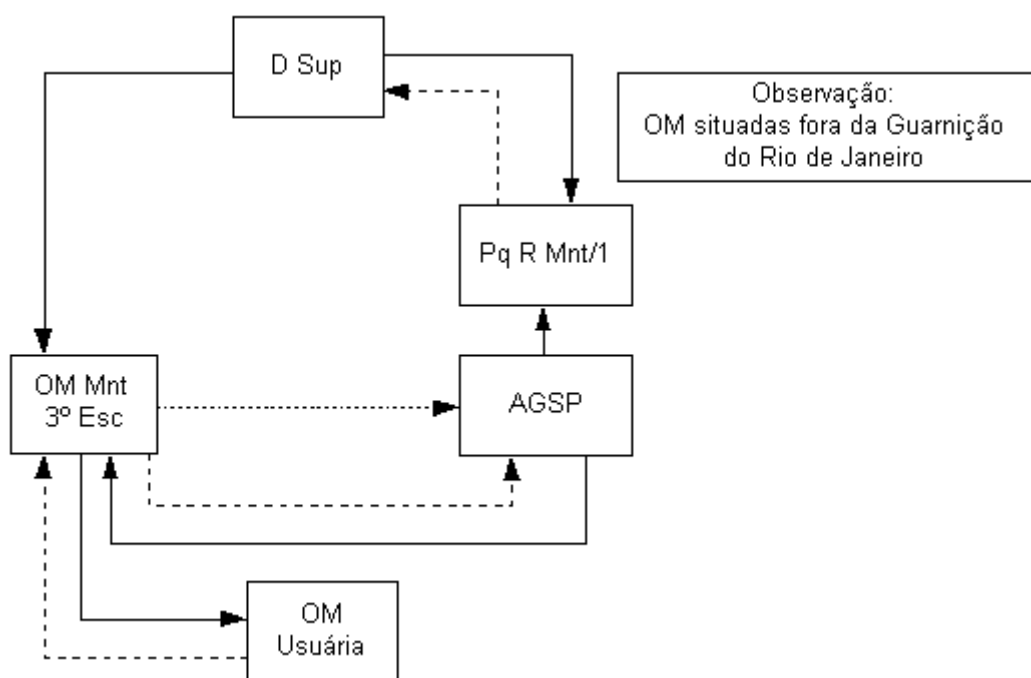 D Sup
Observação:
OM situadas fora da Guarnição
do Rio de Janeiro
Pq R Mnt/1
OM Mnt
3º Esc
AGSP
OM
Usuária